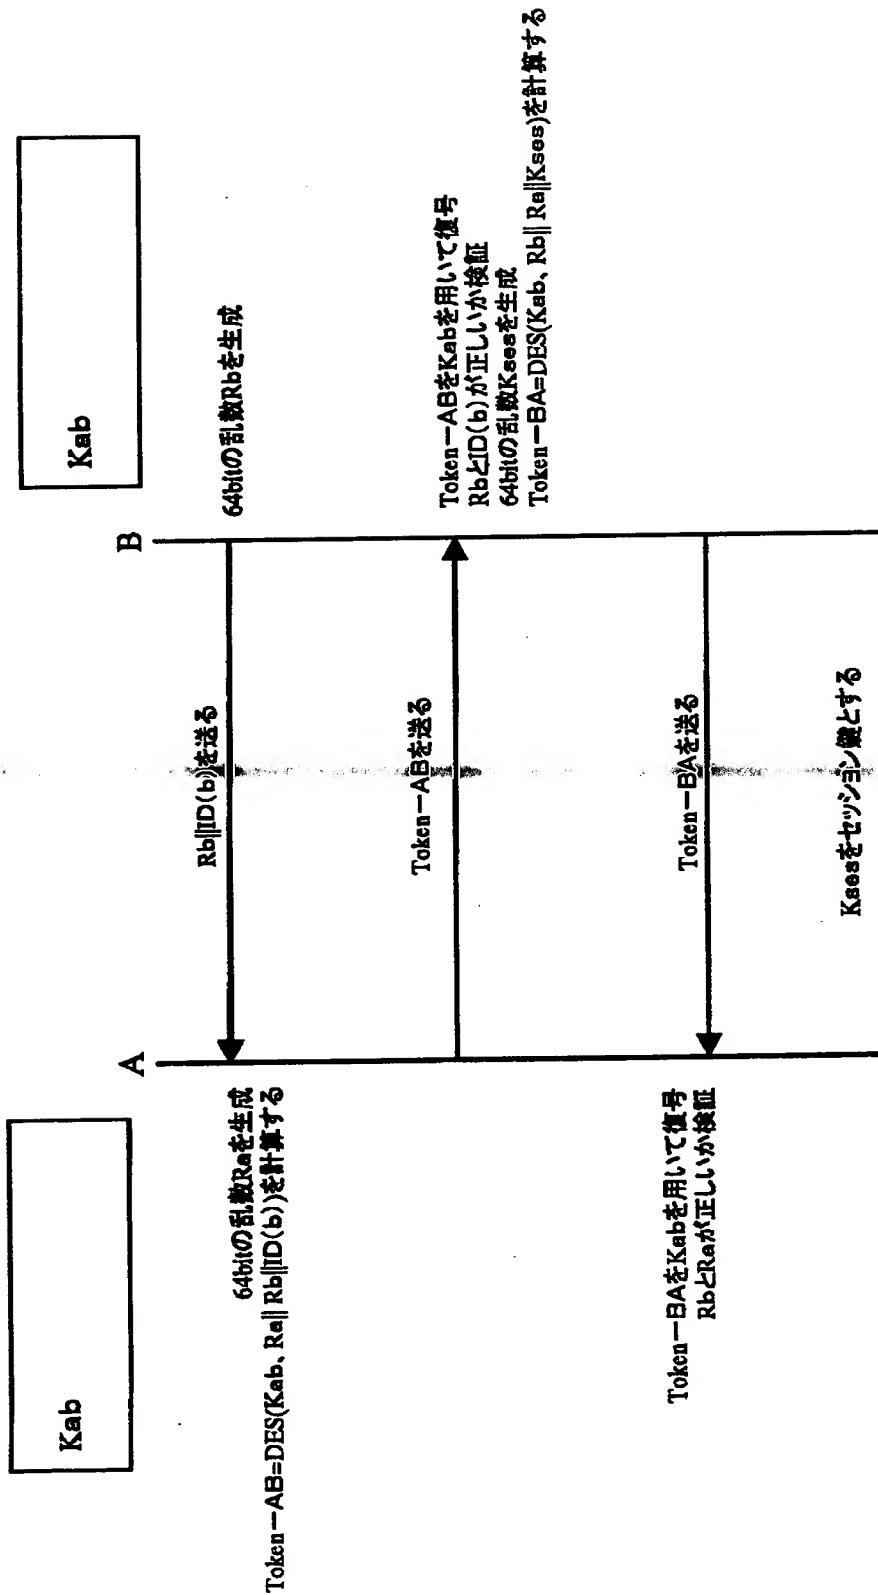 Kab
Kab
A
B
64bitの乱数Rbを生成
Rb||ID(b)を送る
64bitの乱数Raを生成
Token－AB=DES(Kab、Ra|| Rb||ID(b))を計算する
Token－ABを送る
Token－ABをKabを用いて復号
RbとID(b)が正しいか検証
64bitの乱数Ksesを生成
Token－BA=DES(Kab、Rb|| Ra||Kses)を計算する
Token－BAを送る
Token－BAをKabを用いて復号
RbとRaが正しいか検証
Ksesをセッション鍵とする